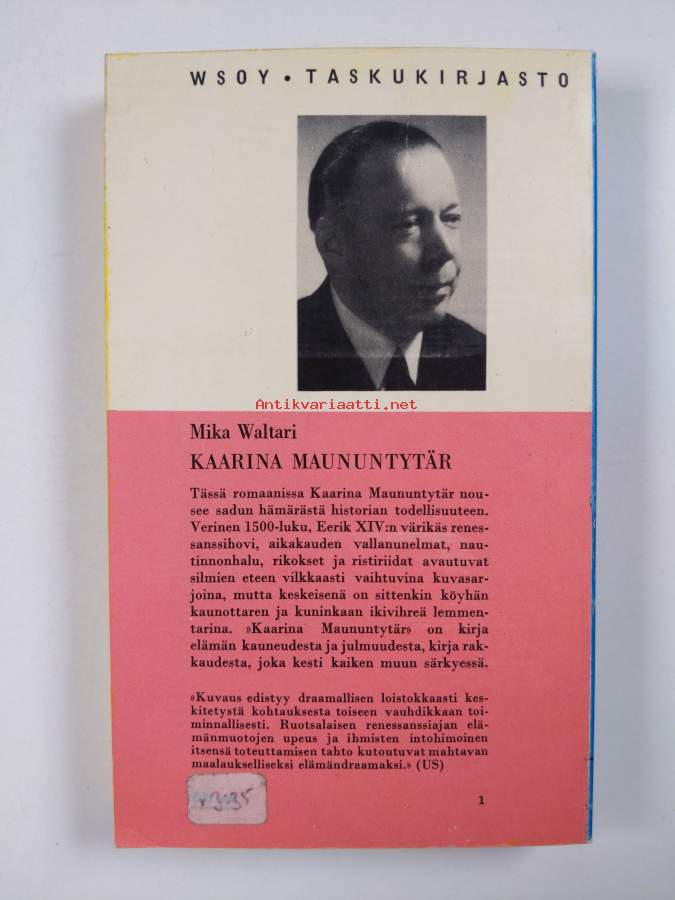 WSOY • TASKUKIRJASTO
Antikvariaatti.net
Mika Waltari
KAARINA MAUNUNTYTÄR
Tässä romaanissa Kaarina Maununtytär nou-
see sadun hämärästä historian todellisuuteen.
Verinen 1500-luku, Eerik XIV:n värikäs renes-
sanssihovi, aikakauden vallanunelmat, nau-
tinnonhalu, rikokset ja ristiriidat avautuvat
silmien eteen vilkkaasti vaihtuvina kuvasar-
joina, mutta keskeisenä on sittenkin köyhän
kaunottaren ja kuninkaan ikivihreä lemmen-
tarina. »Kaarina Maununtytär» on kirja
elämän kauneudesta ja julmuudesta, kirja rak-
kaudesta, joka kesti kaiken muun särkyessä.
»Kuvaus edistyy draamallisen loistokkaasti kes-
kitetystä kohtauksesta toiseen vauhdikkaan toi-
minnallisesti. Ruotsalaisen renessanssiajan elä-
mänmuotojen upeus ja ihmisten intohimoinen
itsensä toteuttamisen tahto kutoutuvat mahtavan
maalaukselliseksi elämändraamaksi.» (US)
1